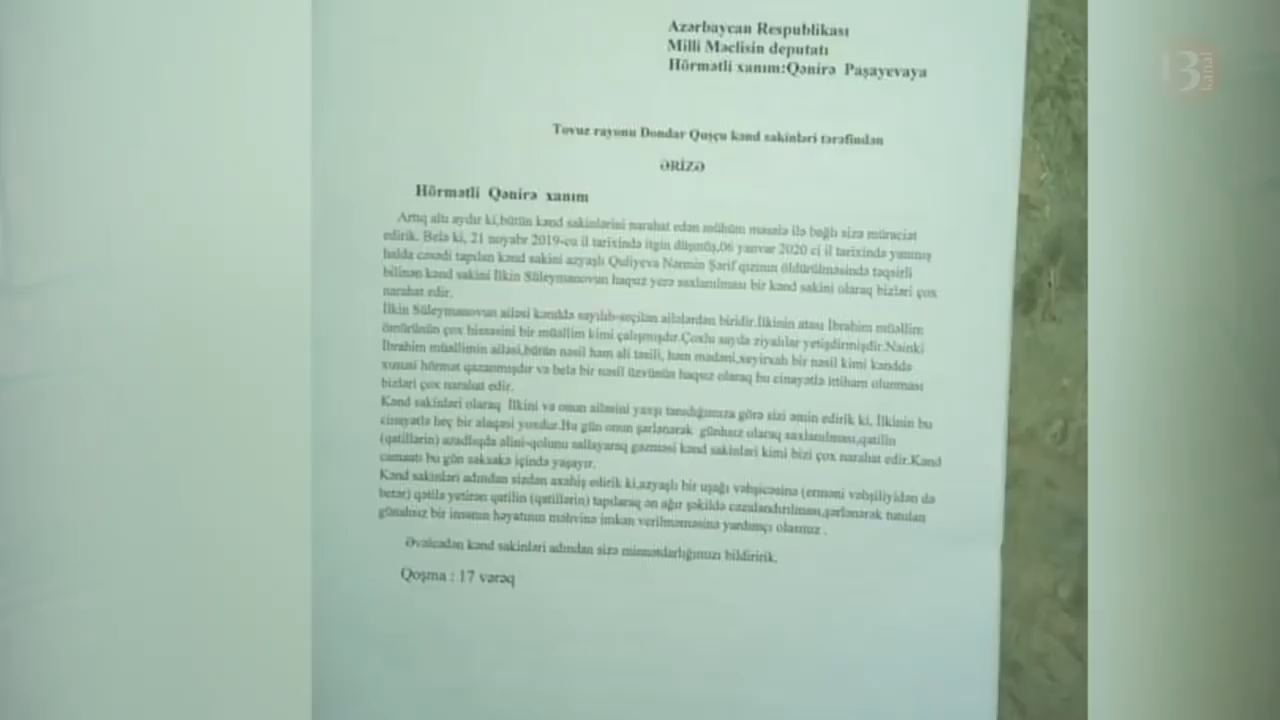 Azərbaycan Respublikası
Milli Məclisin deputatı
Hörmətli xanım:Qənirə Paşayevaya
Tovuz rayonu Dondar Quşçu kənd sakinləri tərəfindən
ƏRİZƏ
Hörmətli Qənirə xanım
Artıq altı aydır ki,bütün kənd sakinlərini narahat edən mühüm məsələ ilə bağlı sizə müraciət
edirik. Belə ki, 21 noyabr 2019-cu il tarixində itgin düşmüş,06 yanvar 2020 ci il tarixində yanmış
halda cəsədi tapılan kənd sakini azyaşlı Quliyeva Nərmin Şərif qızının öldürülməsində təqsirli
bilinən kənd sakini İlkin Süleymanovun haqsız yerə saxlanılması bir kənd sakini olaraq bizləri çox
narahat edir.
İlkin Süleymanovun ailəsi kənddə sayılıb-seçilən ailələrdən biridir.İlkinin atası İbrahim müəllim
ömürünün çox hissəsini bir müəllim kimi çalışmışdır.Çoxlu sayda ziyalılar yetişdirmişdir.Nəinki
İbrahim müəllimin ailəsi,bütün nəsil həm ali təsili, həm mədəni,xeyirxah bir nəsil kimi kənddə
xususi hörmət qazanmışdır və belə bir nəsil üzvünün haqsız olaraq bu cinayətlə ittiham olunması
bizləri çox narahat edir.
Kənd sakinləri olaraq İlkini və onun ailəsini yaxşı tanıdığımıza görə sizi əmin edirik ki, İlkinin bu
cinayətlə heç bir əlaqəsi yoxdur.Bu gün onun şərlənərək günhsız olaraq saxlanılması,qatilin
(qatillərin) azadlıqda əlini-qolunu sallayaraq gəzməsi kənd sakinləri kimi bizi çox narahat edir.Kənd
camaatı bu gün səksəkə içində yaşayır.
Kənd sakinləri adından sizdən xahiş edirik ki,azyaşlı bir uşağı vəhşicəsinə (erməni vəhşiliyidən də
betər) qətlə yetirən qatilin (qatillərin) tapılaraq ən ağır şəkildə cəzalandırılması,şərlənərək tutulan
günahsız bir insanın həyatının məhvinə imkan verilməməsinə yardımçı olasınız .
Əvvəlcədən kənd sakinləri adından sizə minnətdarlığımızı bildiririk.
Qoşma : 17 vərəq
3 kanal